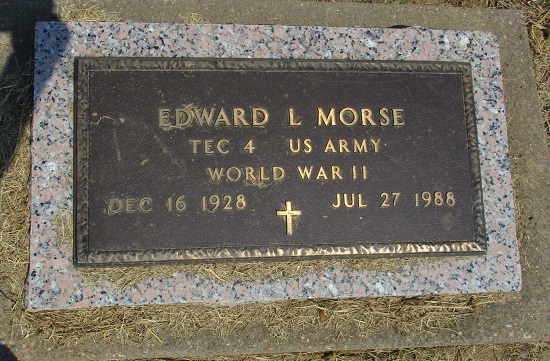 EDWARD L MORSE
TEC 4 US ARMY
WORLD WAR II
DEC 16 1928 JUL 27 1988